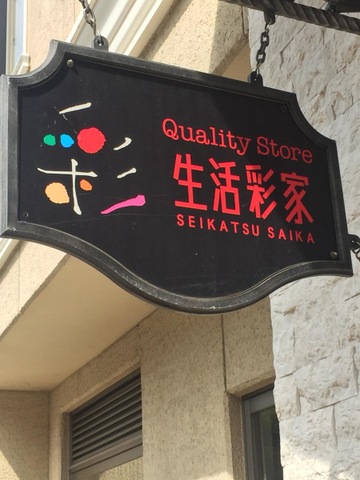 彩
Quality Store
生活彩家
SEIKATSU SAIKA